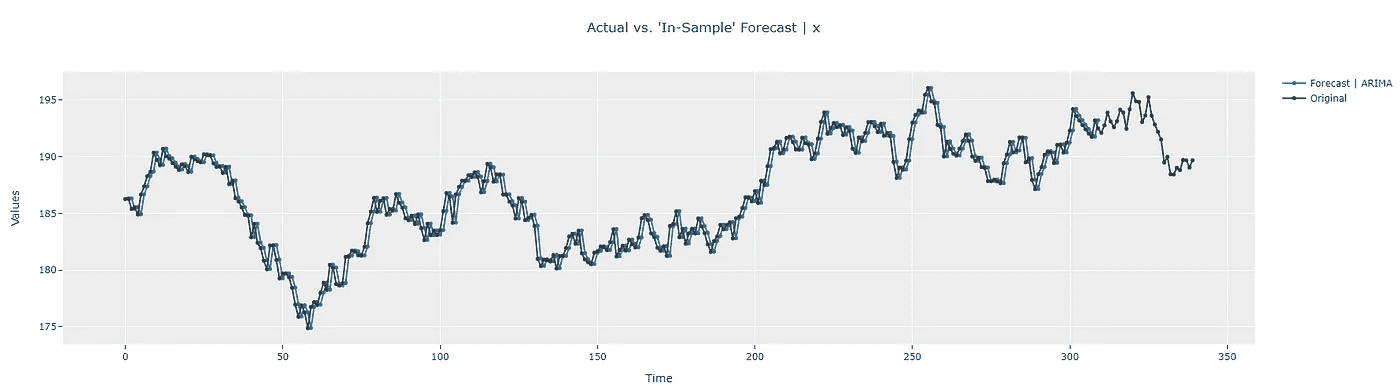 Actual vs. 'In-Sample' Forecast | x
Forecast | ARIMA
Original
Values
195
190
185
180
175
0 50 100 150 200 250 300 350
Time